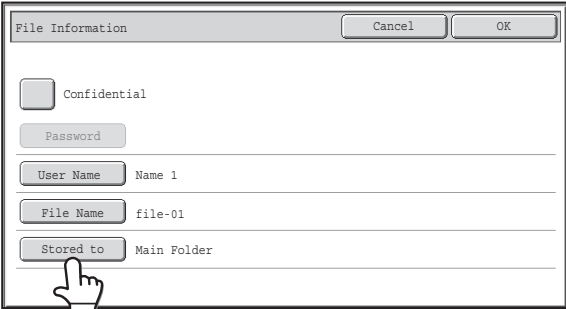 File Information Cancel OK
Confidential
Password
User Name Name 1
File Name file-01
Stored to Main Folder